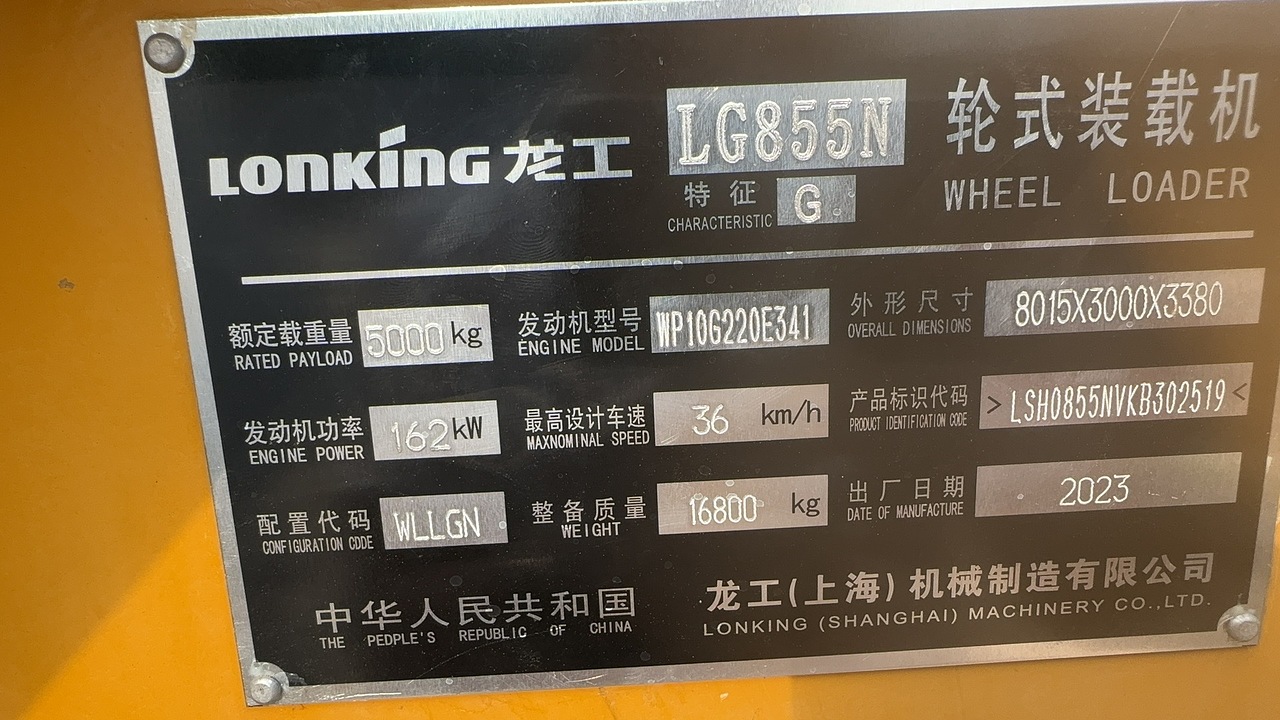 LONKING 龙工 LG855N 轮式装载机
特征 G WHEEL LOADER
CHARACTERISTIC
额定载重量 5000 kg 发动机型号 WP10G220E341 外形尺寸 8015X3000X3380
RATED PAYLOAD ENGINE MODEL OVERALL DIMENSIONS
发动机功率 162 kW 最高设计车速 36 km/h 产品标识代码 >LSH0855NVKB302519<
ENGINE POWER MAXNOMINAL SPEED PRODUCT IDENTIFICATION CODE
配置代码 WLLGN 整备质量 16800 kg 出厂日期 2023
CONFIGURATION CDDE WEIGHT DATE OF MANUFACTURE
中华人民共和国 龙工(上海)机械制造有限公司
THE PEDPLE'S REPUBLIC OF CHINA LONKING (SHANGHAI) MACHINERY CO.,LTD.